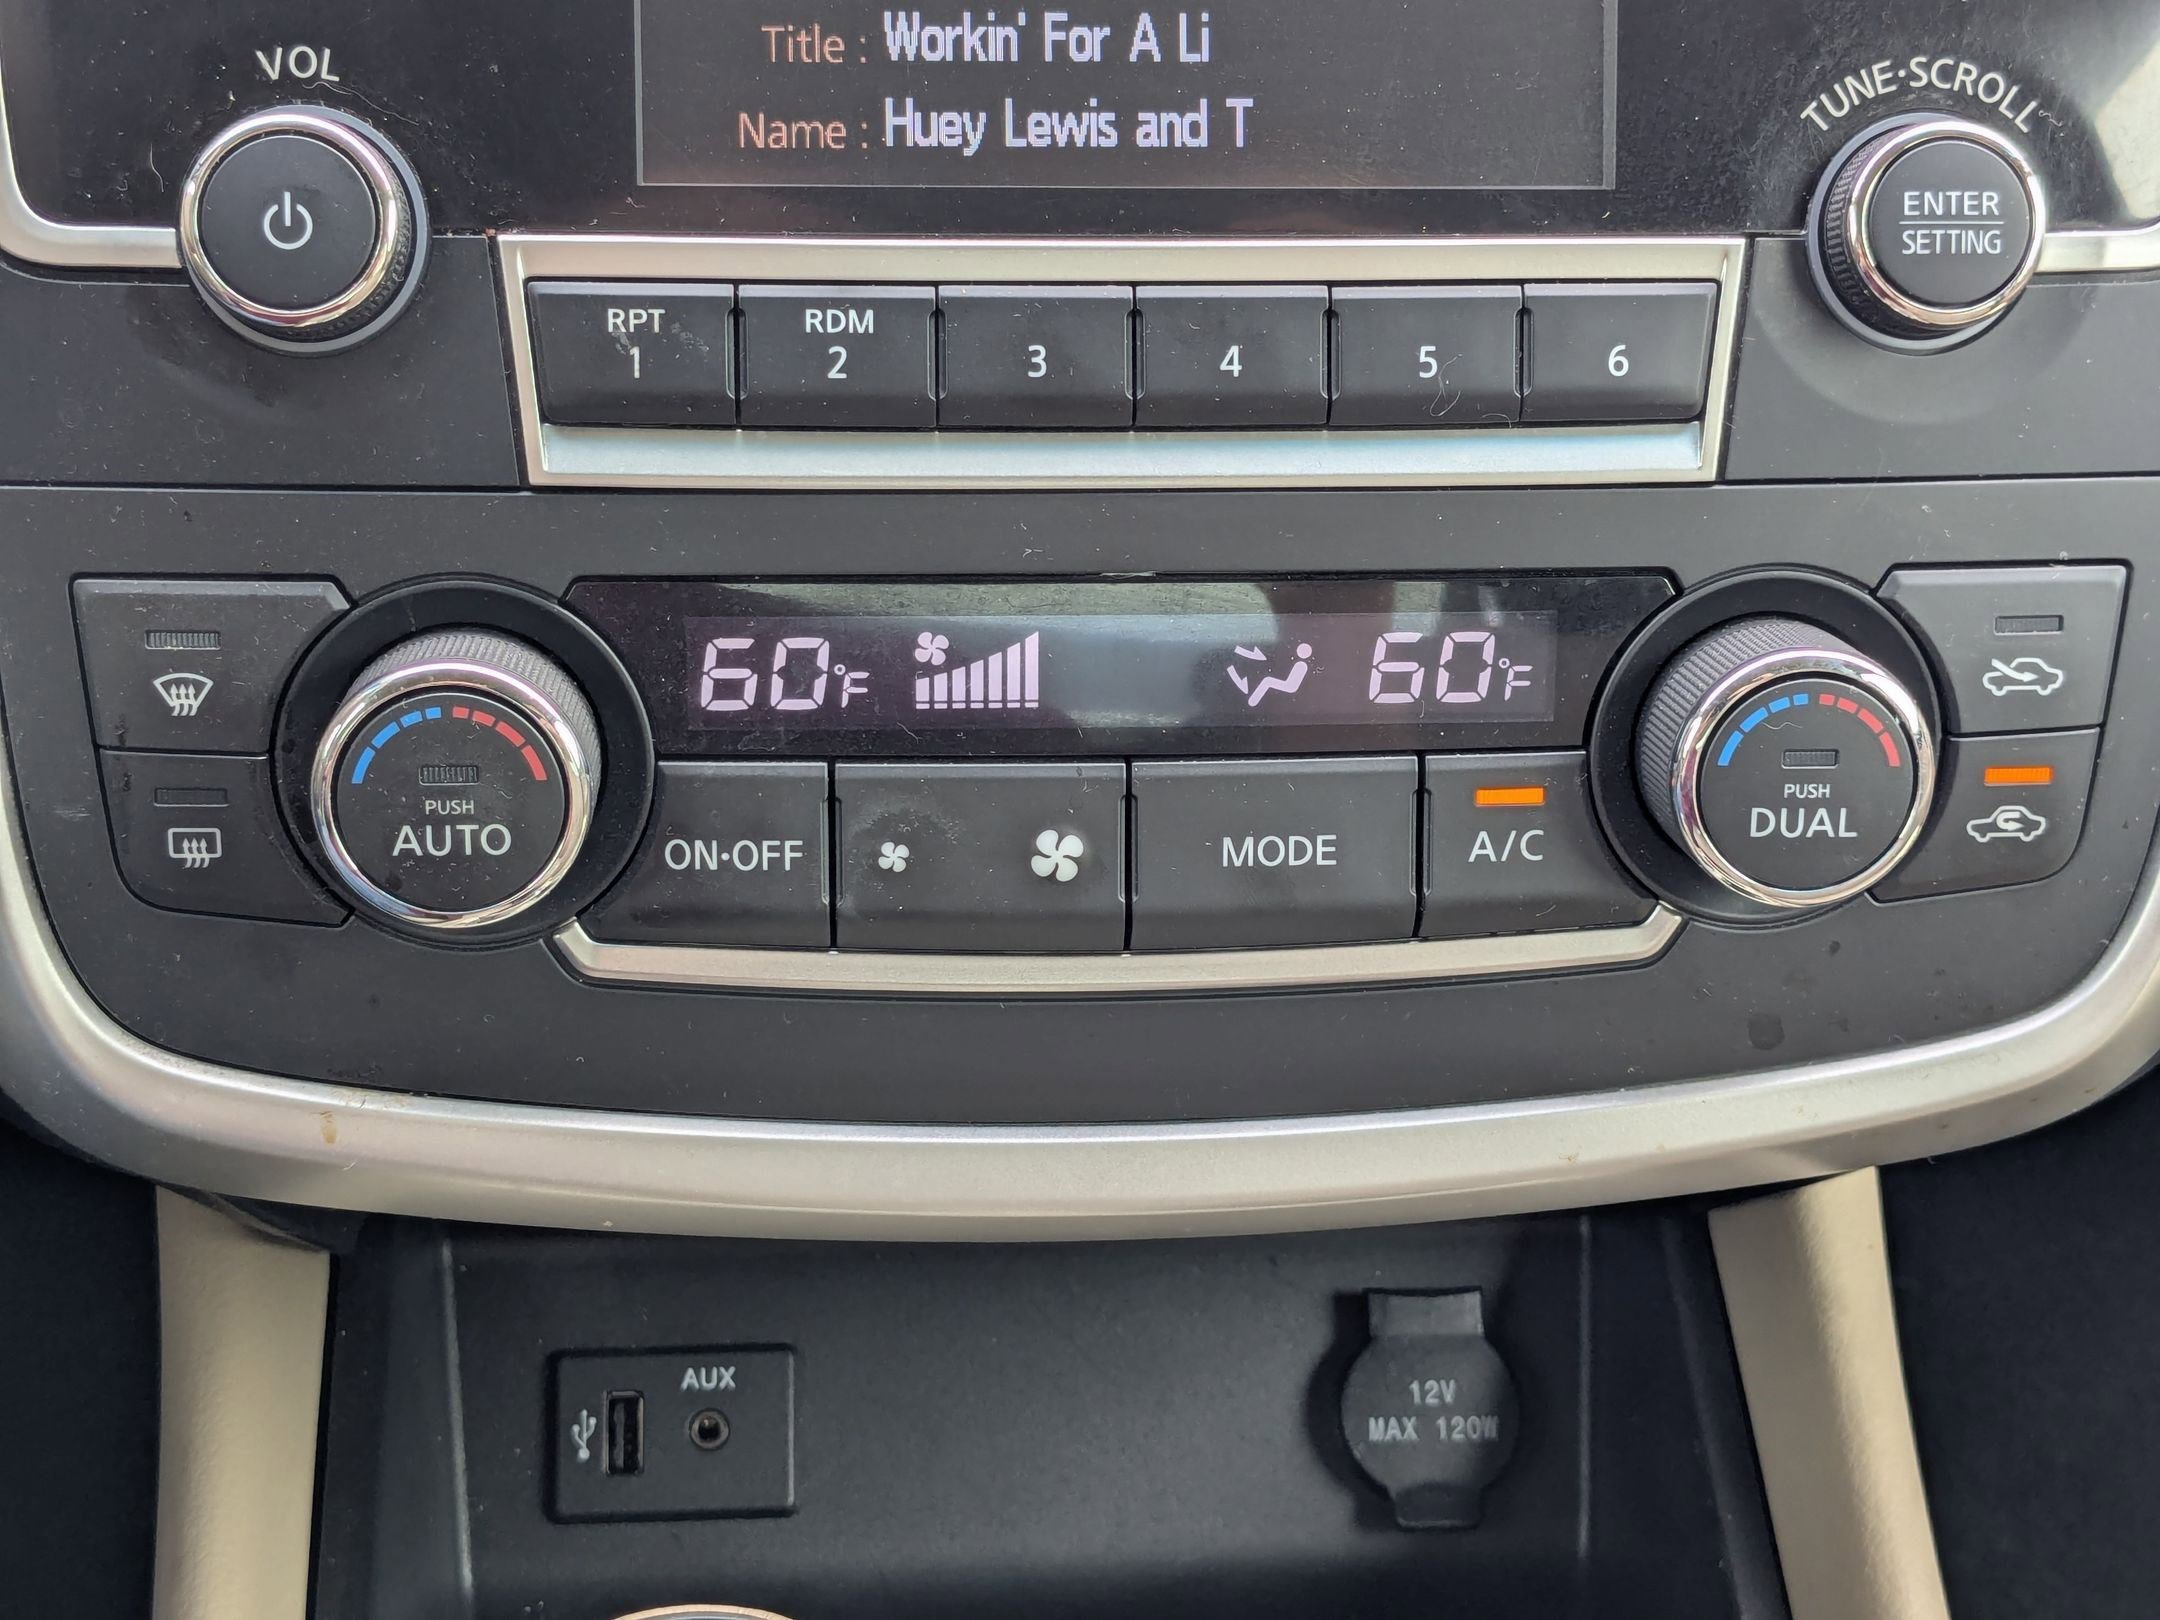 VOL
Title : Workin' For A Li
Name : Huey Lewis and T
TUNE·SCROLL
ENTER
SETTING
RPT
1
RDM
2
3
4
5
6
60°F
60°F
PUSH
AUTO
ON·OFF
MODE
A/C
PUSH
DUAL
AUX
12V
MAX 120W